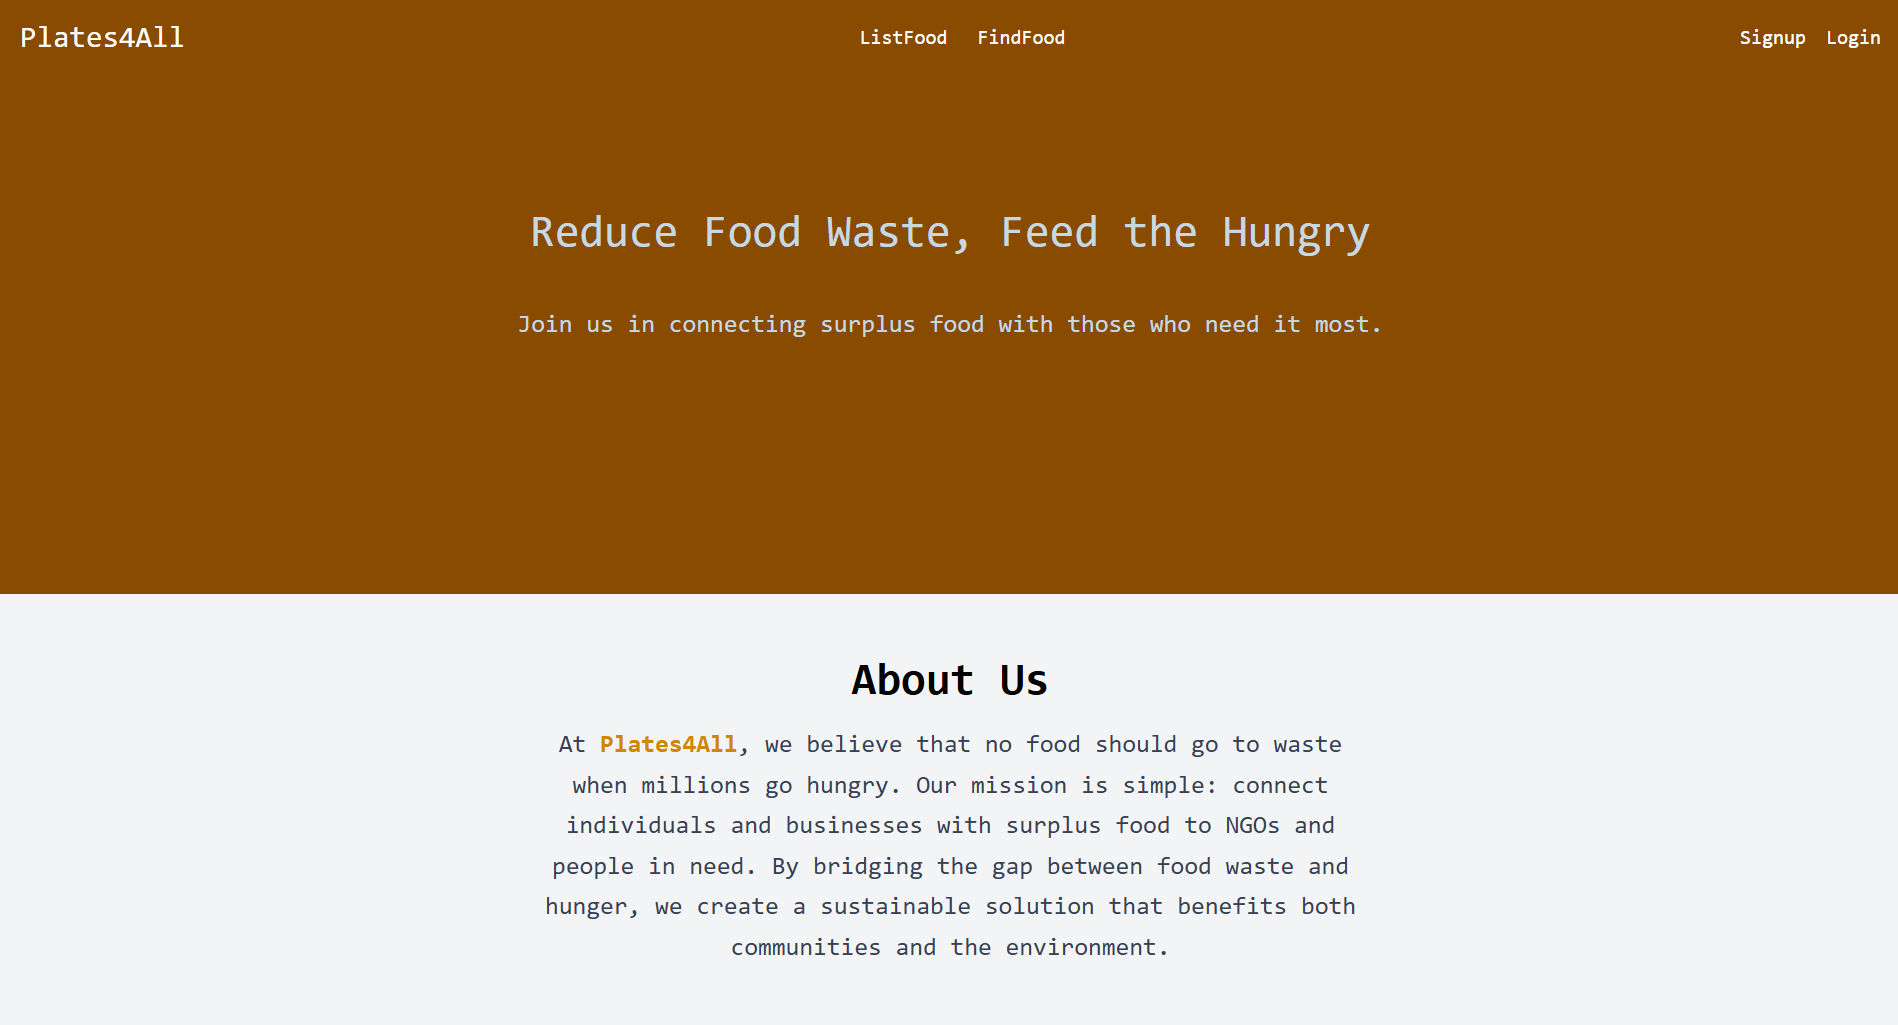 Plates4All
ListFood FindFood
Signup Login
Reduce Food Waste, Feed the Hungry
Join us in connecting surplus food with those who need it most.
About Us
At Plates4All, we believe that no food should go to waste
when millions go hungry. Our mission is simple: connect
individuals and businesses with surplus food to NGOs and
people in need. By bridging the gap between food waste and
hunger, we create a sustainable solution that benefits both
communities and the environment.